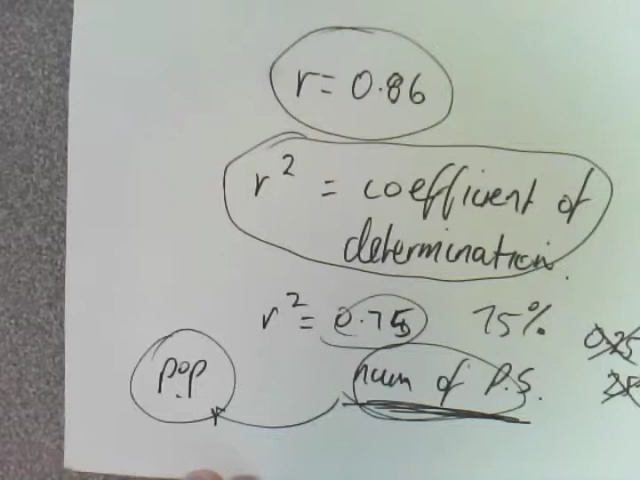 r = 0.86
r² = coefficient of
determination.
r² = 0.75 75%
pop num of P.S.